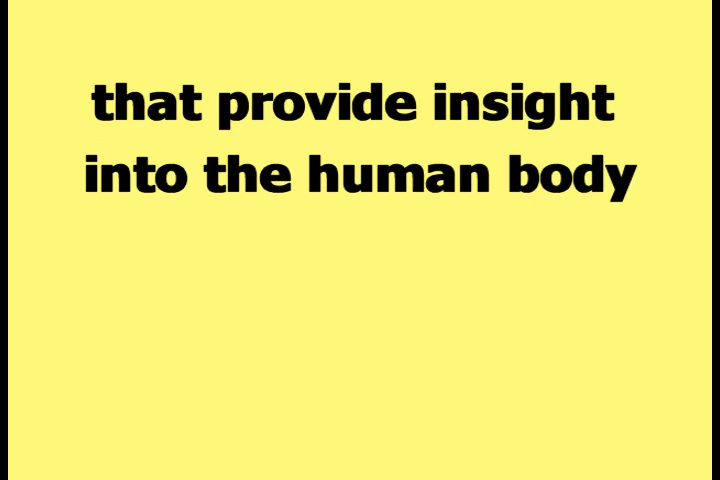 that provide insight
into the human body